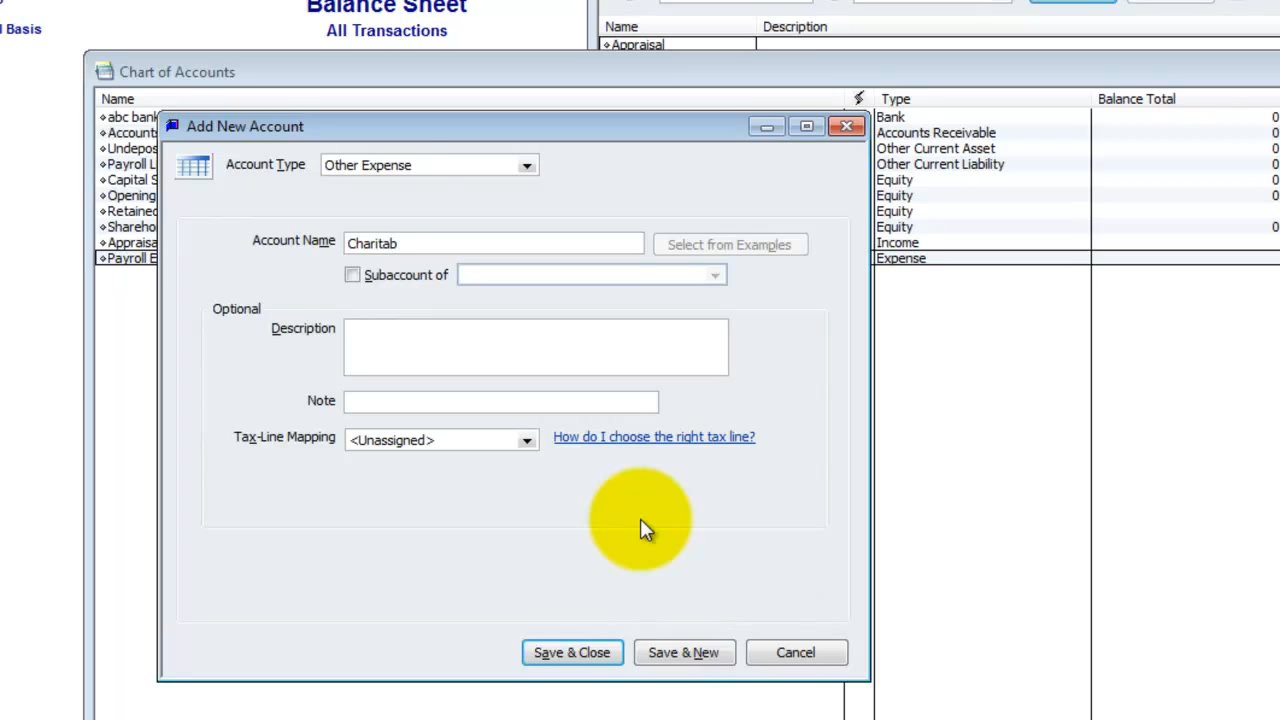 Balance Sheet
Basis
All Transactions
Name Description
Appraisal
Chart of Accounts
Name Type Balance Total
abc bank Bank 0
Accounts Accounts Receivable 0
Undepos Other Current Asset 0
Payroll L Other Current Liability 0
Capital S Equity 0
Opening Equity 0
Retained Equity
Shareho Equity 0
Appraisa Income
Payroll E Expense
Add New Account
Account Type Other Expense
Account Name Charitab Select from Examples
Subaccount of
Optional
Description
Note
Tax-Line Mapping <Unassigned> How do I choose the right tax line?
Save & Close Save & New Cancel